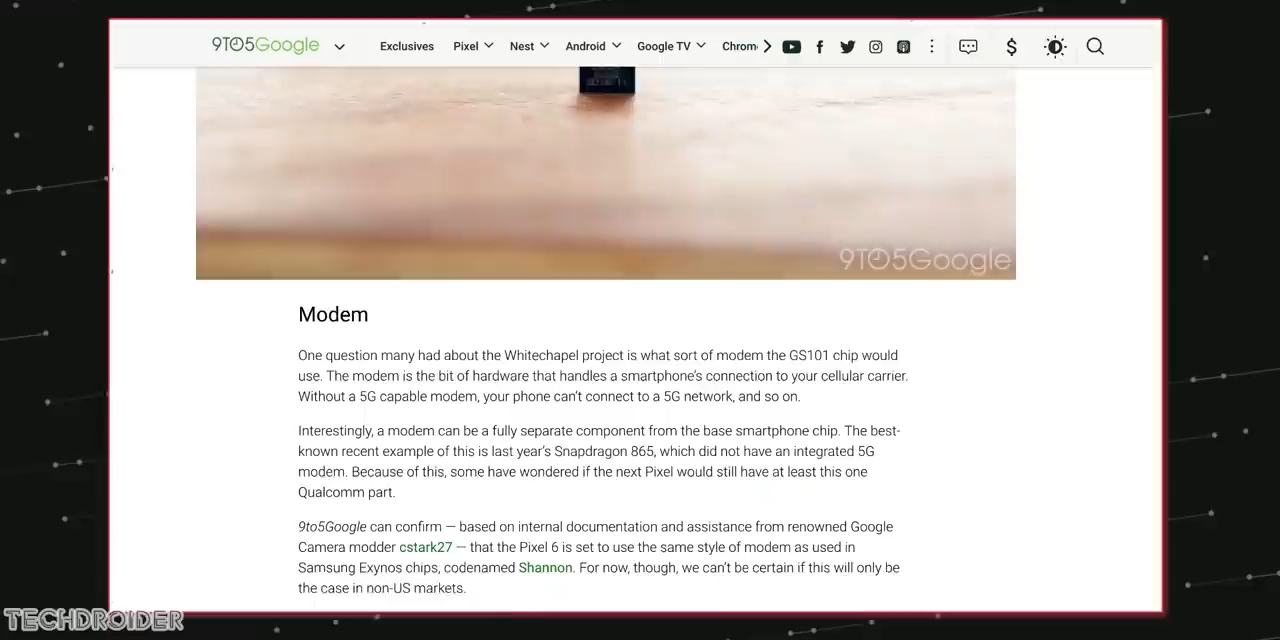 9TO5Google
Exclusives Pixel Nest Android Google TV Chrom
9TO5Google
Modem
One question many had about the Whitechapel project is what sort of modem the GS101 chip would
use. The modem is the bit of hardware that handles a smartphone's connection to your cellular carrier.
Without a 5G capable modem, your phone can't connect to a 5G network, and so on.
Interestingly, a modem can be a fully separate component from the base smartphone chip. The best-
known recent example of this is last year's Snapdragon 865, which did not have an integrated 5G
modem. Because of this, some have wondered if the next Pixel would still have at least this one
Qualcomm part.
9to5Google can confirm — based on internal documentation and assistance from renowned Google
Camera modder cstark27 — that the Pixel 6 is set to use the same style of modem as used in
Samsung Exynos chips, codenamed Shannon. For now, though, we can't be certain if this will only be
the case in non-US markets.
TECHDROIDER